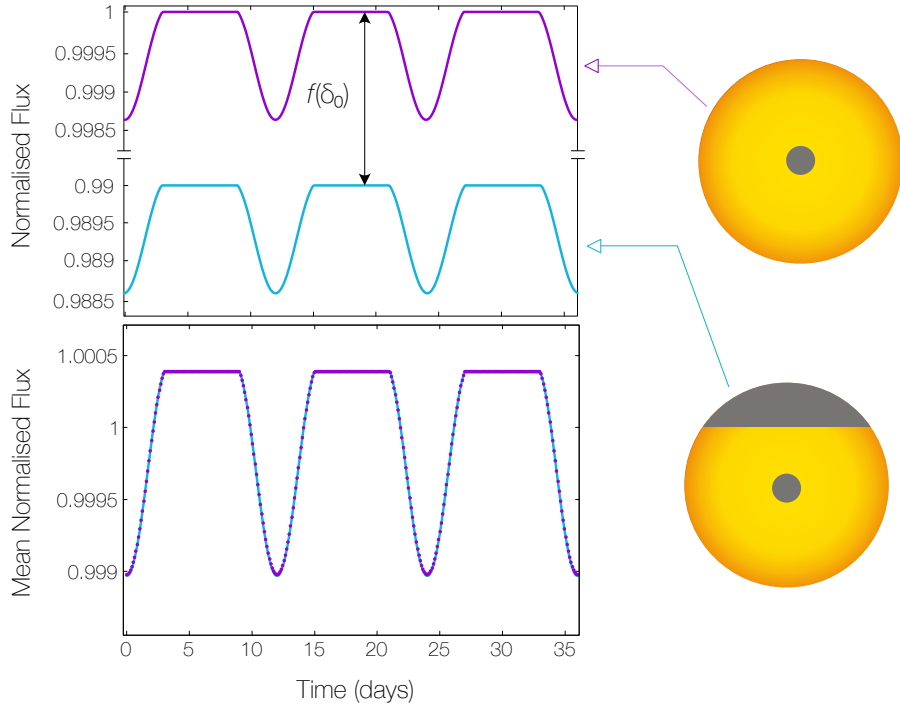 1
0.9995
0.999
0.9985
0.99
0.9895
0.989
0.9885
Normalised Flux
f(δ₀)
1.0005
1
0.9995
0.999
Mean Normalised Flux
0 5 10 15 20 25 30 35
Time (days)